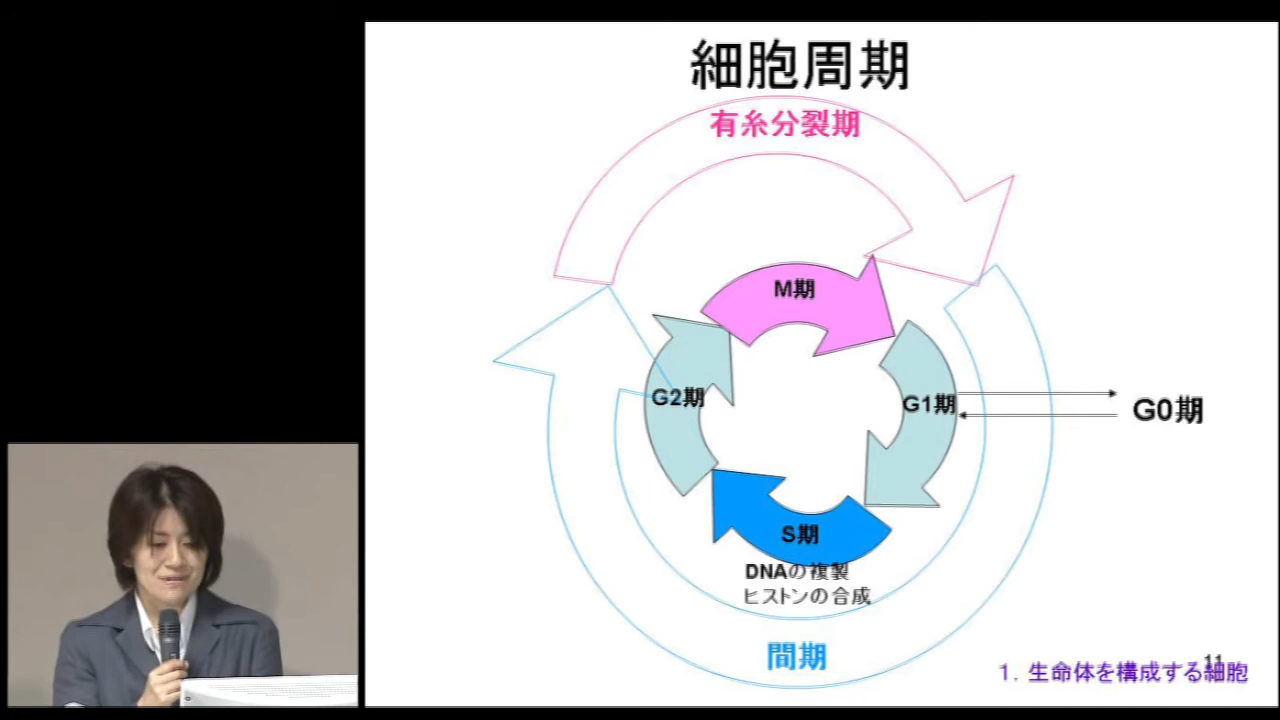 細胞周期
有糸分裂期
M期
G2期
G1期
G0期
S期
DNAの複製
ヒストンの合成
間期
11
1. 生命体を構成する細胞